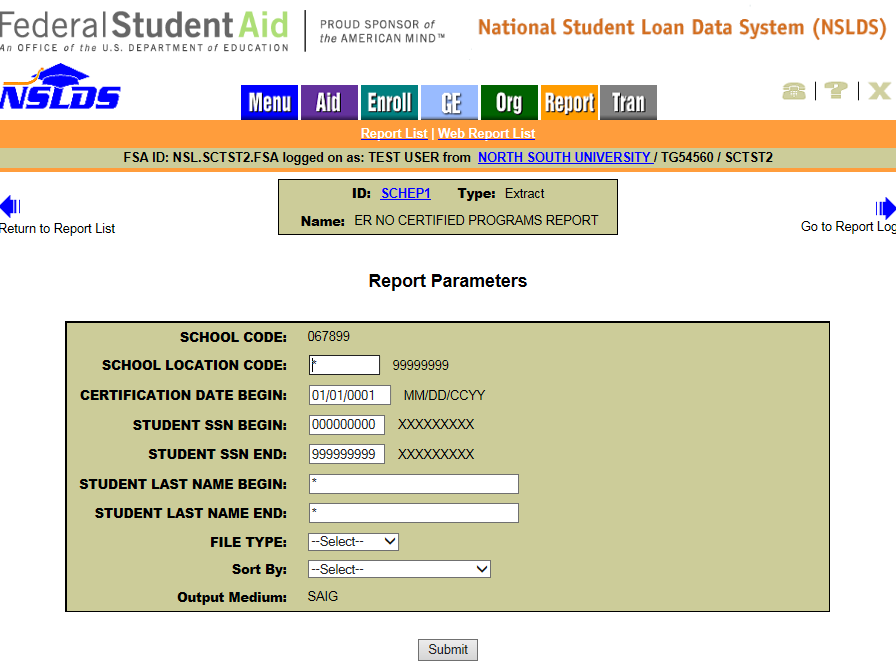 Federal Student Aid
An OFFICE of the U.S. DEPARTMENT of EDUCATION
PROUD SPONSOR of
the AMERICAN MIND™
National Student Loan Data System (NSLDS)
NSLDS
Menu Aid Enroll GE Org Report Tran
? X
Report List | Web Report List
FSA ID: NSL.SCTST2.FSA logged on as: TEST USER from NORTH SOUTH UNIVERSITY / TG54560 / SCTST2
ID: SCHEP1 Type: Extract
Name: ER NO CERTIFIED PROGRAMS REPORT
Return to Report List
Go to Report Log
Report Parameters
SCHOOL CODE: 067899
SCHOOL LOCATION CODE: * 99999999
CERTIFICATION DATE BEGIN: 01/01/0001 MM/DD/CCYY
STUDENT SSN BEGIN: 000000000 XXXXXXXXX
STUDENT SSN END: 999999999 XXXXXXXXX
STUDENT LAST NAME BEGIN: *
STUDENT LAST NAME END: *
FILE TYPE: --Select--
Sort By: --Select--
Output Medium: SAIG
Submit